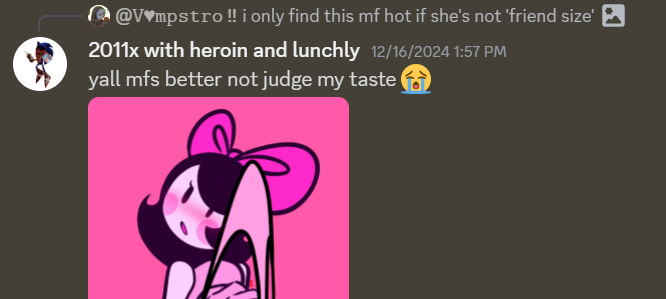 @V♥mpstro !! i only find this mf hot if she's not 'friend size'
2011x with heroin and lunchly 12/16/2024 1:57 PM
yall mfs better not judge my taste 😭